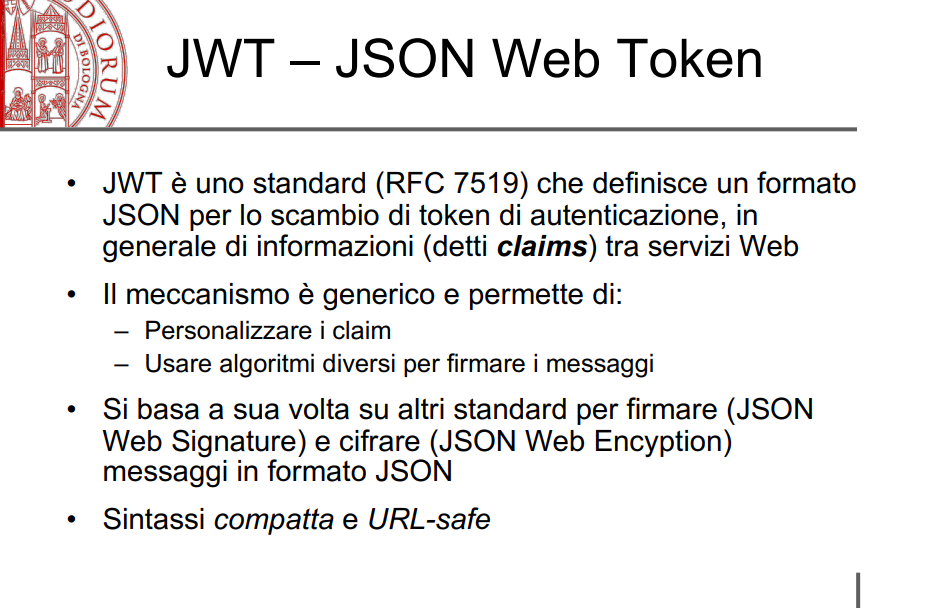 DIORUM
DI BOLOGNA
JWT – JSON Web Token
• JWT è uno standard (RFC 7519) che definisce un formato
JSON per lo scambio di token di autenticazione, in
generale di informazioni (detti claims) tra servizi Web
• Il meccanismo è generico e permette di:
– Personalizzare i claim
– Usare algoritmi diversi per firmare i messaggi
• Si basa a sua volta su altri standard per firmare (JSON
Web Signature) e cifrare (JSON Web Encyption)
messaggi in formato JSON
• Sintassi compatta e URL-safe